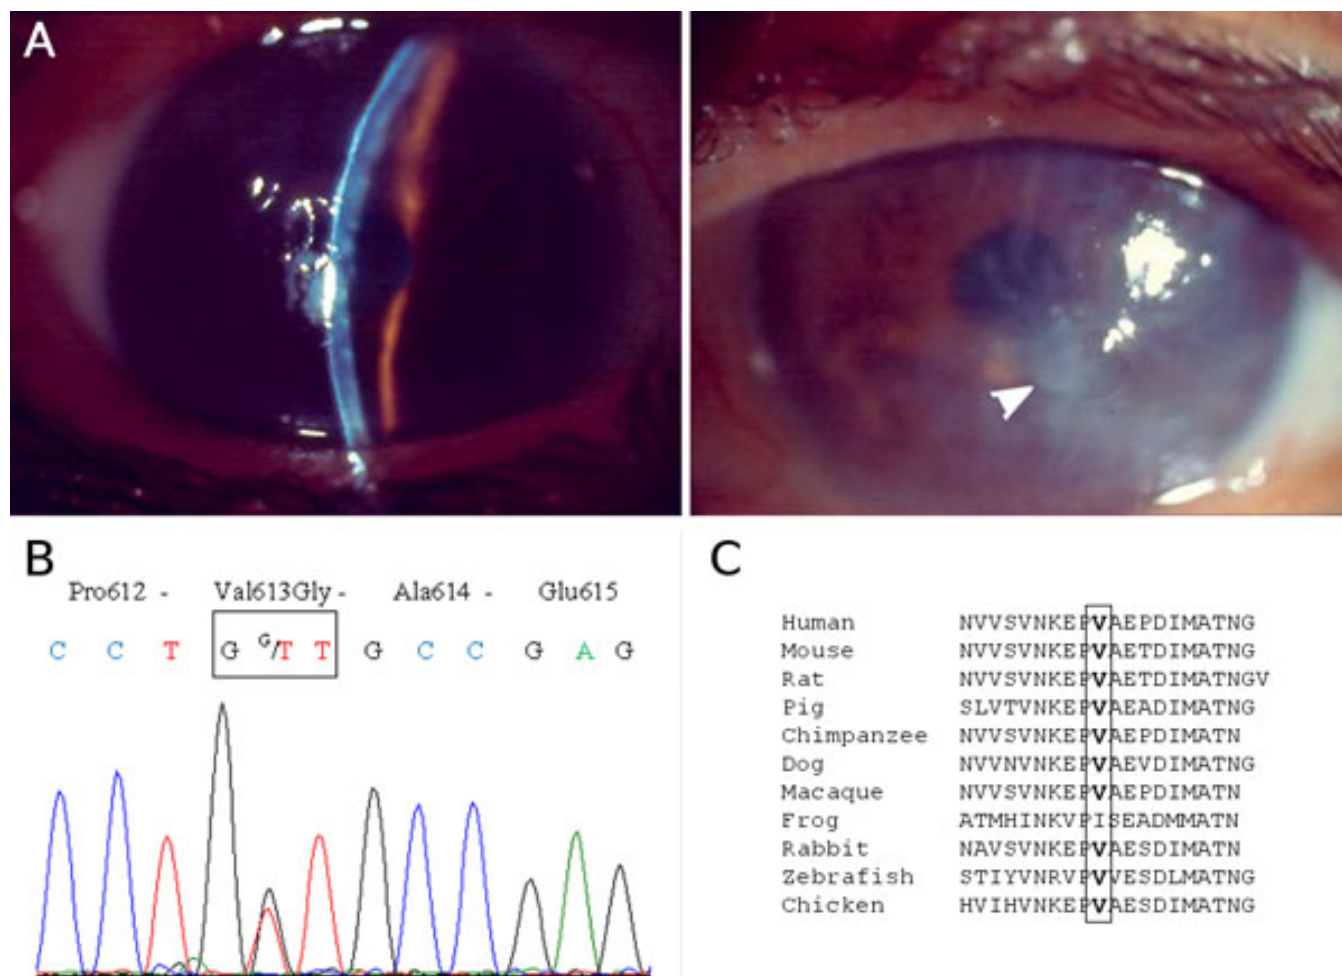 A
B
Pro612 - Val613Gly - Ala614 - Glu615
C C T G G/T T G C C G A G
C
Human NVVSVNKEPVAEPDIMATNG
Mouse NVVSVNKEPVAETDIMATNG
Rat NVVSVNKEPVAETDIMATNGV
Pig SLVTVNKEPVAEADIMATNG
Chimpanzee NVVSVNKEPVAEPDIMATN
Dog NVVNVNKEPVAEVDIMATNG
Macaque NVVSVNKEPVAEPDIMATN
Frog ATMHINKVPISEADMMATN
Rabbit NAVSVNKEPVAESDIMATNG
Zebrafish STIYVNRVPVVESDLMATNG
Chicken HVIHVNKEPVAESDIMATNG